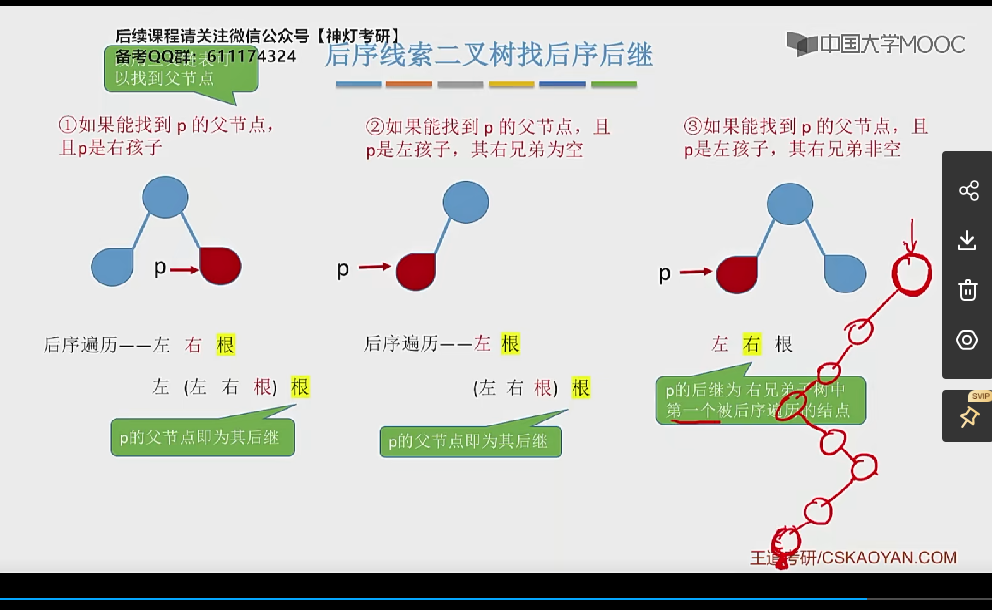 后续课程请关注微信公众号【神灯考研】
备考QQ群：611174324
以找到父节点
后序线索二叉树找后序后继
中国大学MOOC
①如果能找到 p 的父节点，
且p是右孩子
②如果能找到 p 的父节点，且
p是左孩子，其右兄弟为空
③如果能找到 p 的父节点，且
p是左孩子，其右兄弟非空
p
p
p
后序遍历——左 右 根
左 (左 右 根) 根
p的父节点即为其后继
后序遍历——左 根
(左 右 根) 根
p的父节点即为其后继
左 右 根
p的后继为右兄弟子树中
第一个被后序遍历的结点
SVIP
王道考研/CSKAOYAN.COM